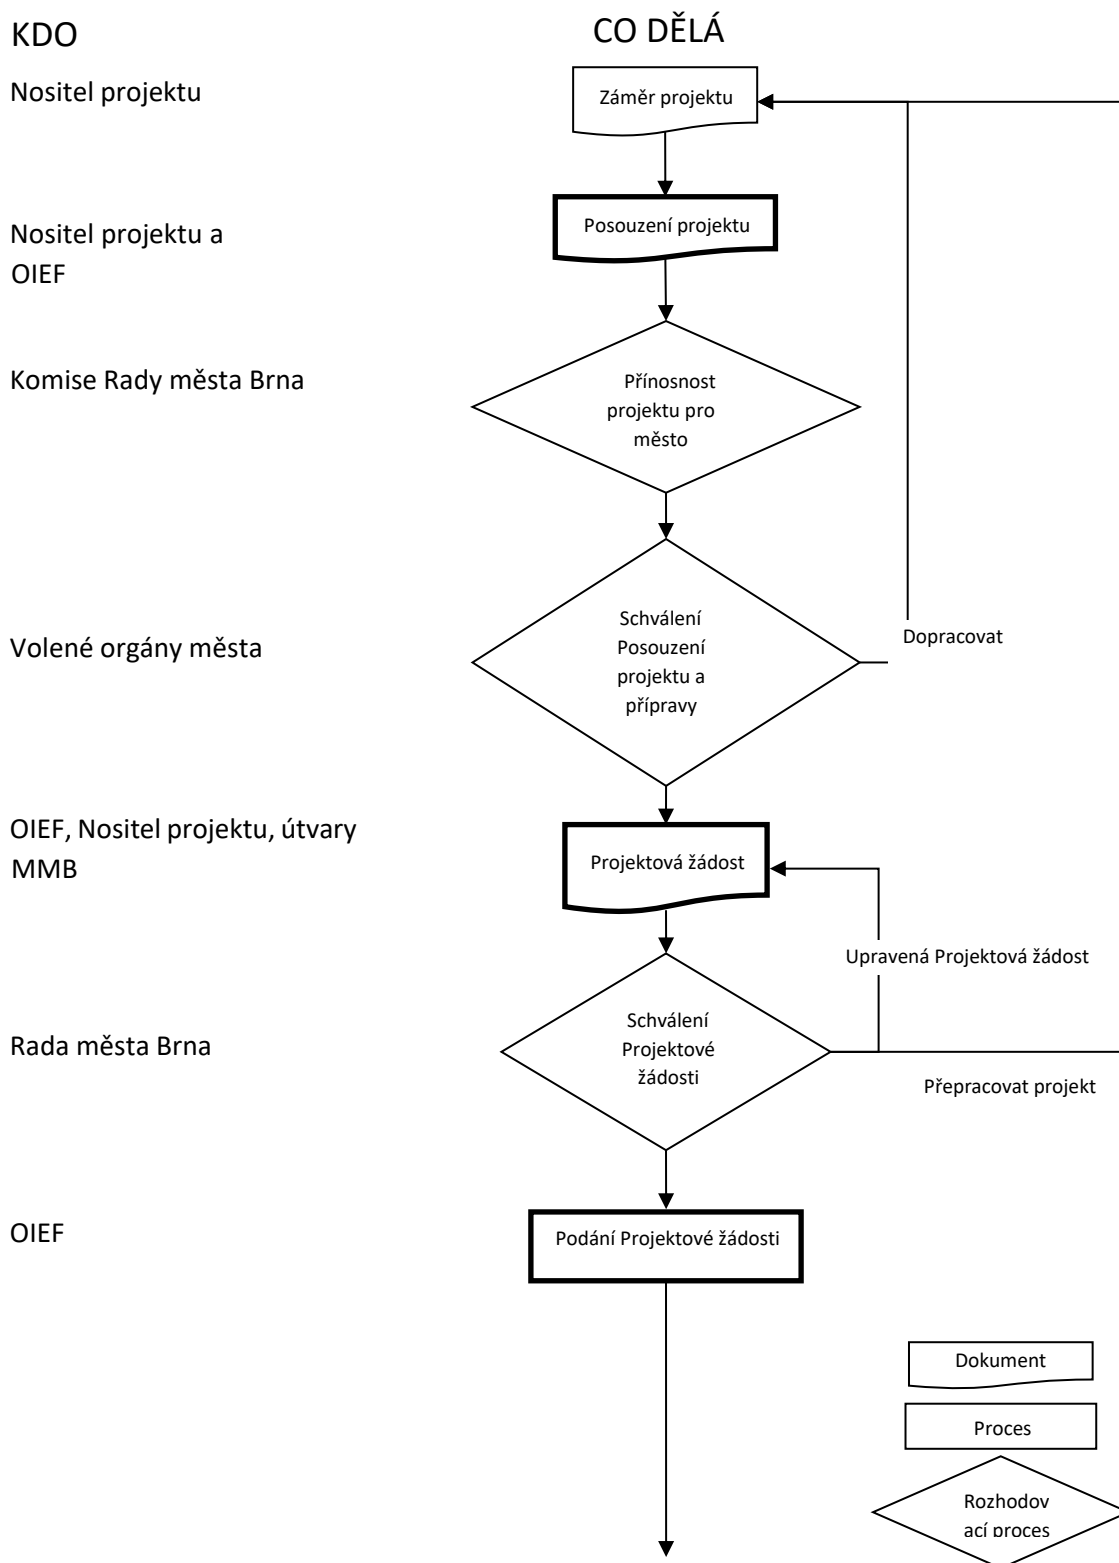 KDO
CO DĚLÁ
Nositel projektu
Záměr projektu
Nositel projektu a
OIEF
Posouzení projektu
Komise Rady města Brna
Přínosnost
projektu pro
město
Volené orgány města
Schválení
Posouzení
projektu a
přípravy
Dopracovat
OIEF, Nositel projektu, útvary
MMB
Projektová žádost
Upravená Projektová žádost
Rada města Brna
Schválení
Projektové
žádosti
Přepracovat projekt
OIEF
Podání Projektové žádosti
Dokument
Proces
Rozhodov
ací proces